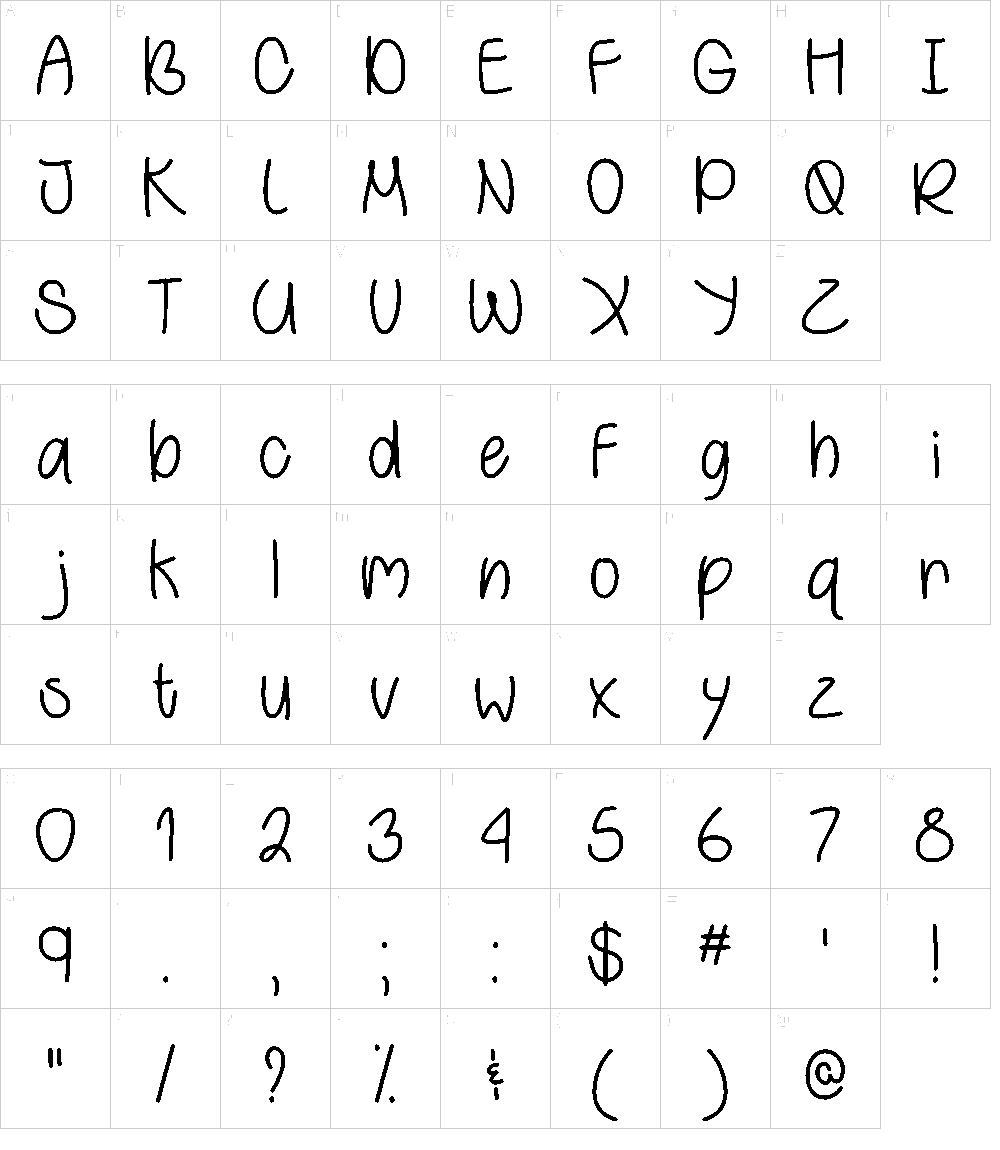 A B C D E F G H I
J K L M N O P Q R
S T U V W X Y Z
a b c d e f g h i
j k l m n o p q r
s t u v w x y z
0 1 2 3 4 5 6 7 8
9 . , ; : $ # ' !
" / ? % & ( ) @